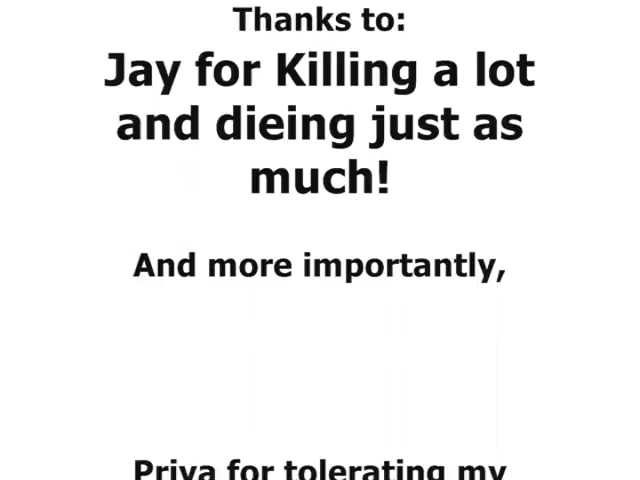 Thanks to:
Jay for Killing a lot
and dieing just as
much!
And more importantly,
Priya for tolerating my